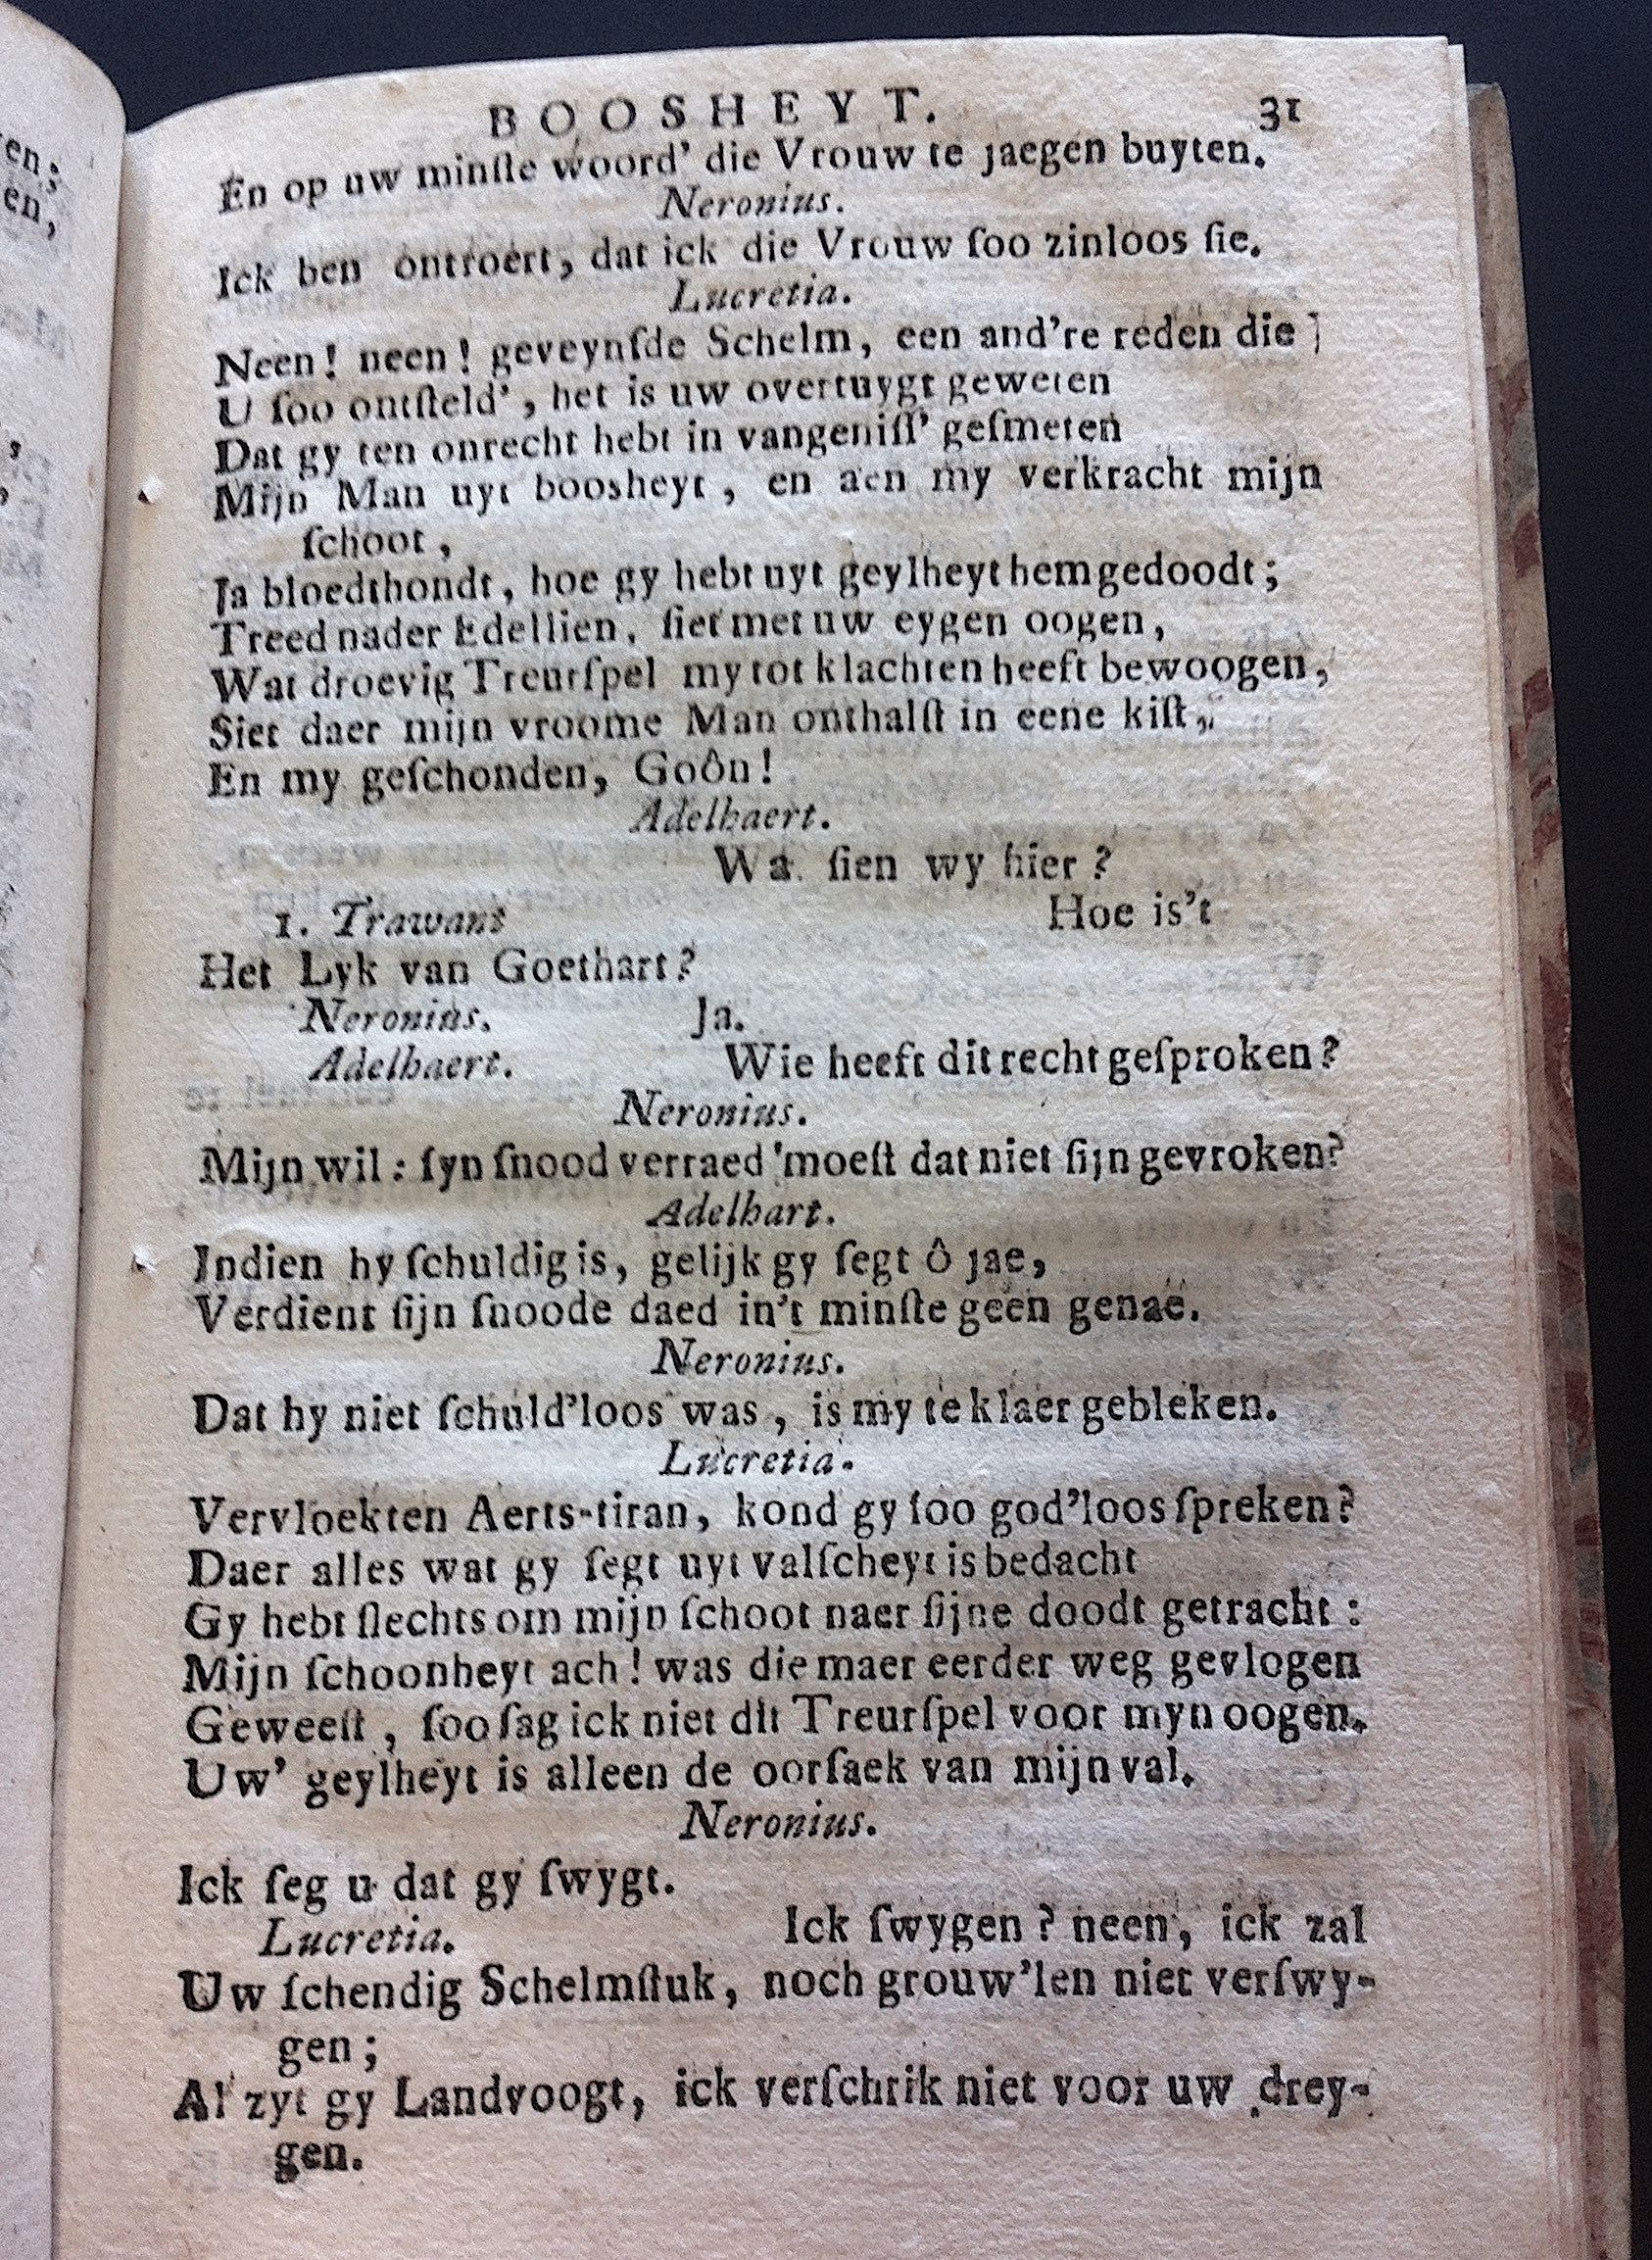 en;
en,
BOOSHEYT. 31
En op uw minſte woord' die Vrouw te jaegen buyten.
Neronius.
Ick ben ontroert, dat ick die Vrouw ſoo zinloos ſie.
Lucretia.
Neen! neen! geveynſde Schelm, een and're reden die
U ſoo ontſteld', het is uw overtuygt geweten
Dat gy ten onrecht hebt in vangeniſſ' geſmeten
Mijn Man uyt boosheyt, en aen my verkracht mijn
ſchoot,
Ja bloedthondt, hoe gy hebt uyt geylheyt hem gedoodt;
Treed nader Edellien, ſiet met uw eygen oogen,
Wat droevig Treurſpel my tot klachten heeft bewoogen,
Siet daer mijn vroome Man onthalſt in eene kiſt,
En my geſchonden, Goôn!
Adelhaert.
Wa. ſien wy hier?
1. Trawant Hoe is't
Het Lyk van Goethart?
Neronius. Ja.
Adelhaert. Wie heeft dit recht geſproken?
Neronius.
Mijn wil: ſyn ſnood verraed 'moeſt dat niet ſijn gevroken?
Adelhart.
Indien hy ſchuldig is, gelijk gy ſegt ô jae,
Verdient ſijn ſnoode daed in't minſte geen genaë.
Neronius.
Dat hy niet ſchuld'loos was, is my te klaer gebleken.
Lucretia.
Vervloekten Aerts-tiran, kond gy ſoo god'loos ſpreken?
Daer alles wat gy ſegt uyt valſcheyt is bedacht
Gy hebt ſlechts om mijn ſchoot naer ſijne doodt getracht:
Mijn ſchoonheyt ach! was die maer eerder weg gevlogen
Geweeſt, ſoo ſag ick niet dit Treurſpel voor myn oogen.
Uw' geylheyt is alleen de oorſaek van mijn val.
Neronius.
Ick ſeg u dat gy ſwygt.
Lucretia. Ick ſwygen? neen, ick zal
Uw ſchendig Schelmſtuk, noch grouw'len niet verſwy-
gen;
Al zyt gy Landvoogt, ick verſchrik niet voor uw drey-
gen.